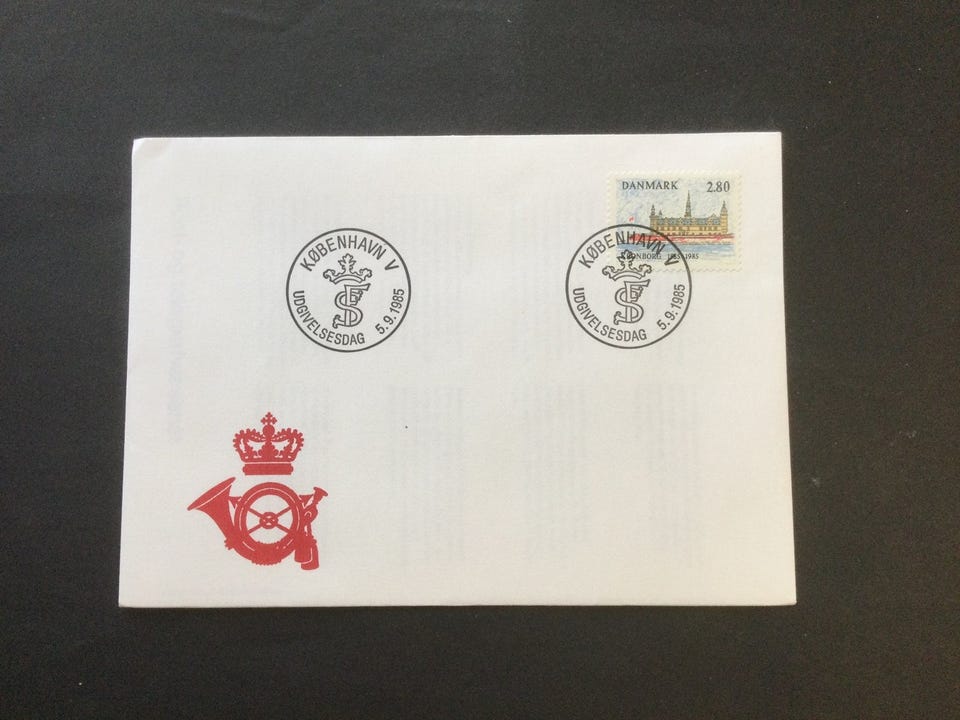 DANMARK 2.80
KRONBORG 1585-1985
KØBENHAVN V
UDGIVELSESDAG 5.9.1985
KØBENHAVN V
UDGIVELSESDAG 5.9.1985